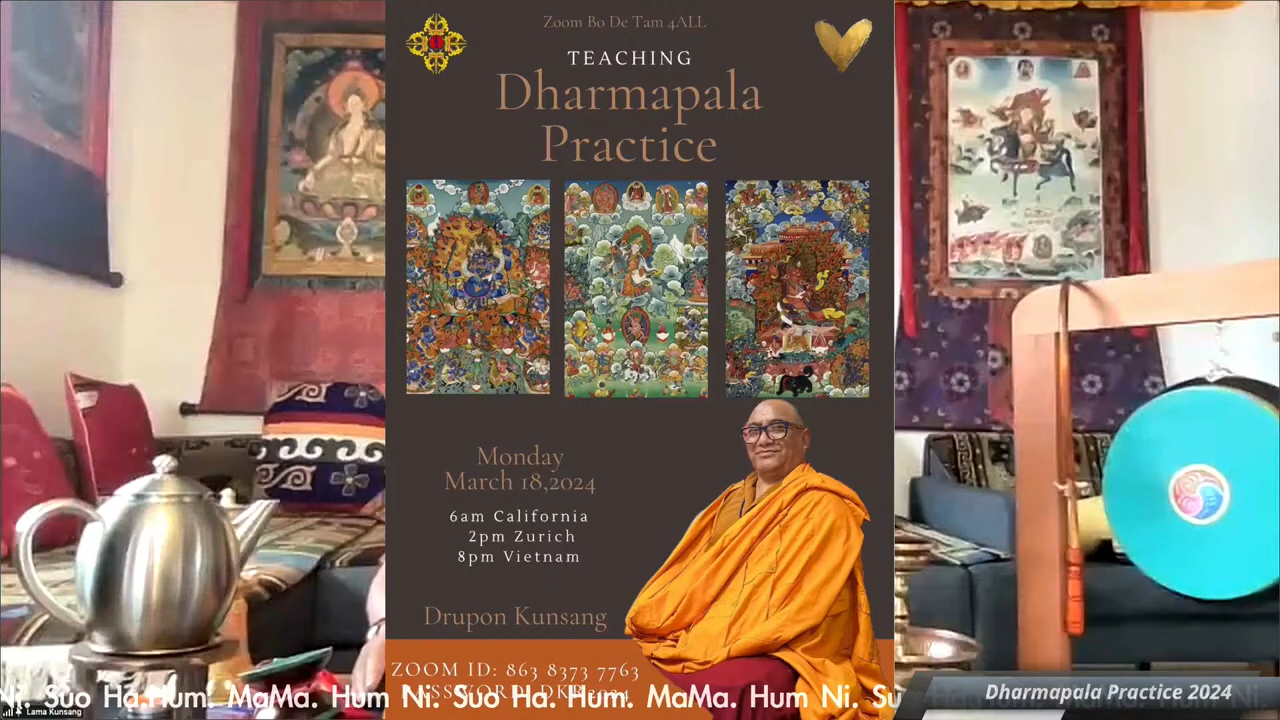 Zoom Bo De Tam 4ALL
TEACHING
Dharmapala
Practice
Monday
March 18,2024
6am California
2pm Zurich
8pm Vietnam
Drupon Kunsang
ZOOM ID: 863 8373 7763
Ni. Suo Ha.Hum. MaMa. Hum Ni. Suo Ha. Hum. MaMa. Hum Ni. Su
Dharmapala Practice 2024
Lama Kunsang